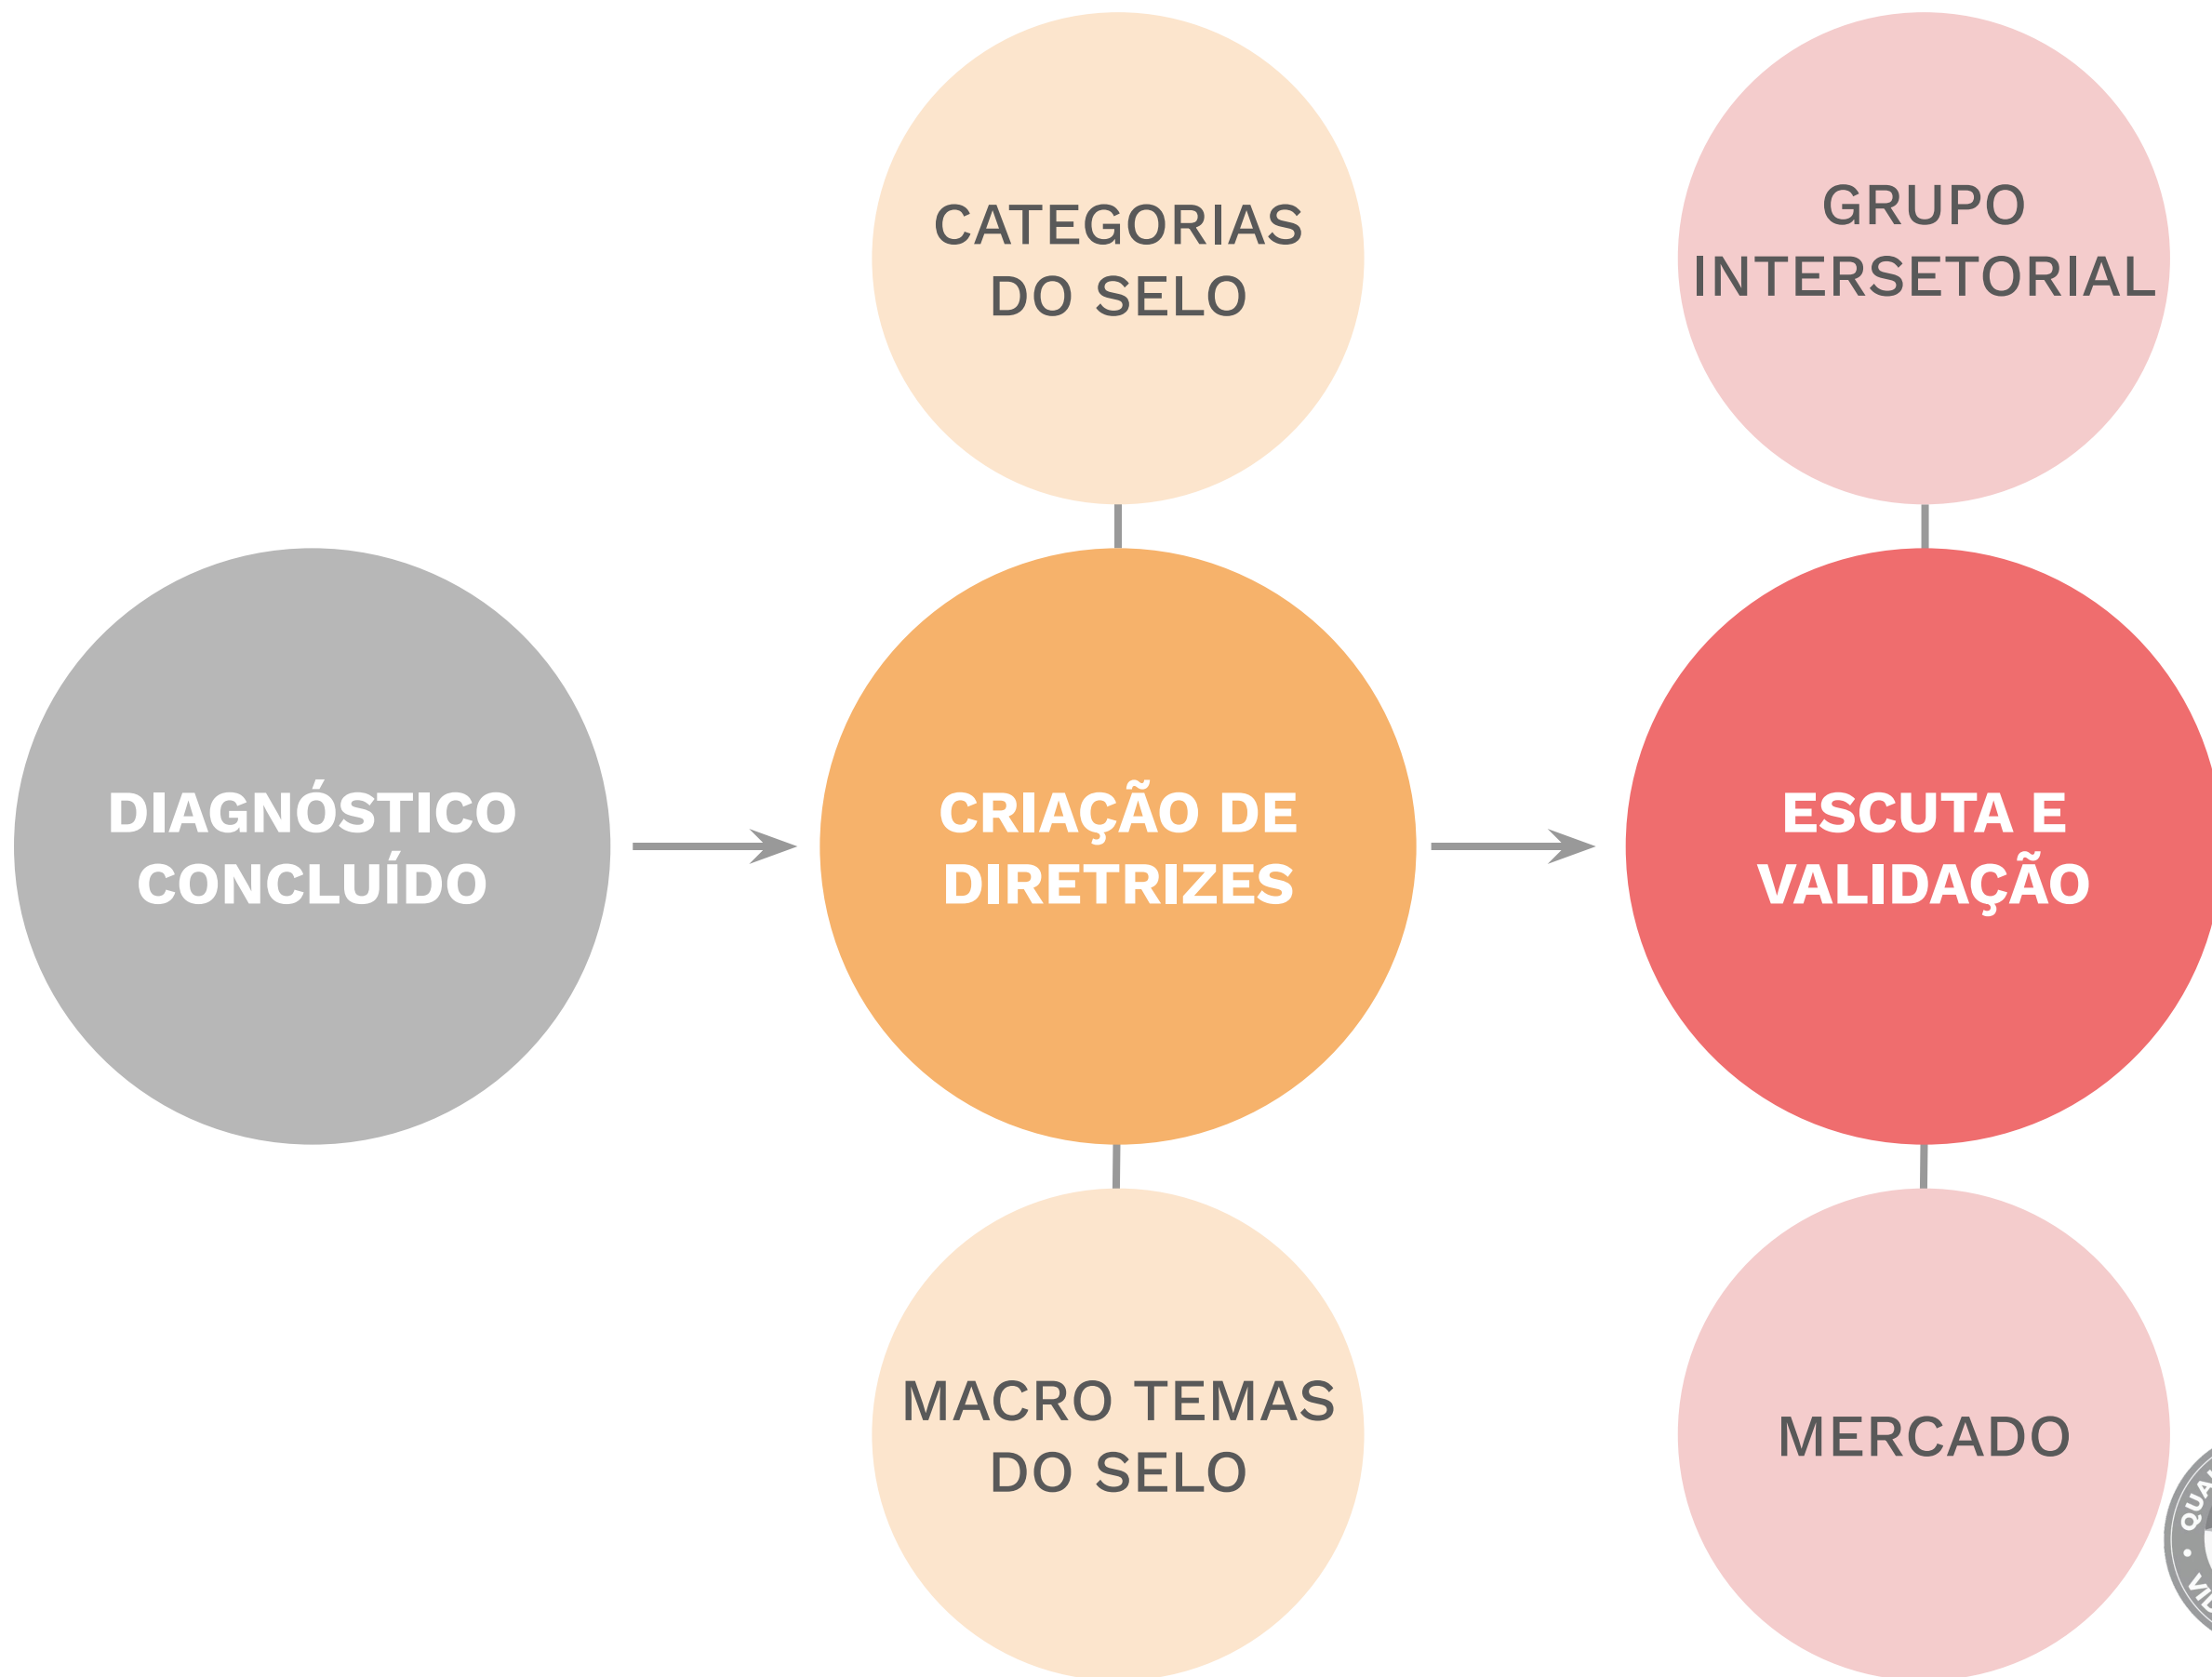 CATEGORIAS
DO SELO
GRUPO
INTERSETORIAL
DIAGNÓSTICO
CONCLUÍDO
CRIAÇÃO DE
DIRETRIZES
ESCUTA E
VALIDAÇÃO
MACRO TEMAS
DO SELO
MERCADO